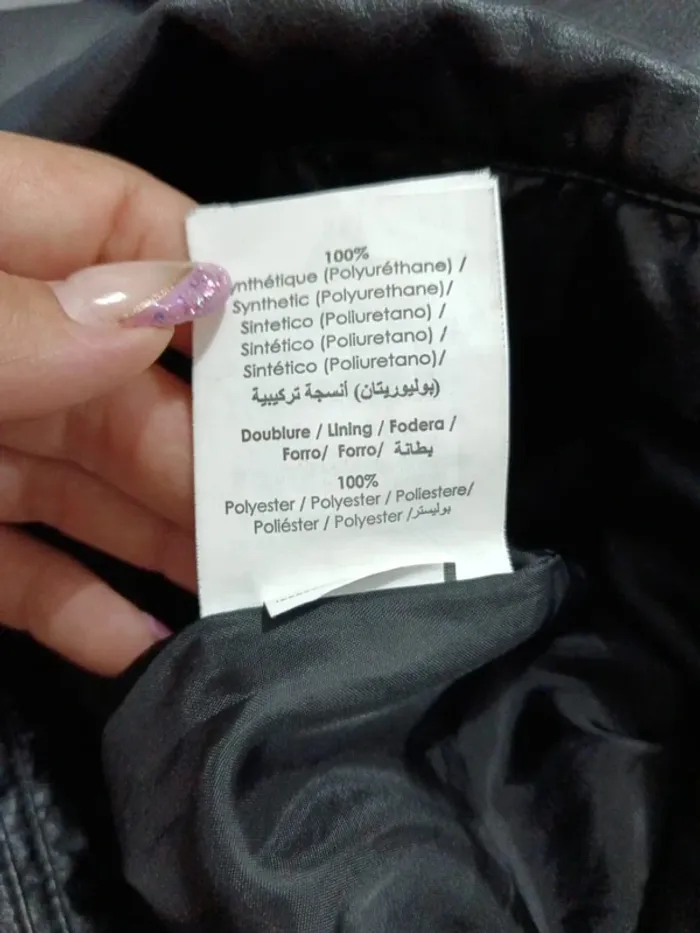 100%
nthétique (Polyuréthane) /
Synthetic (Polyurethane)/
Sintetico (Poliuretano) /
Sintético (Poliuretano) /
Sintético (Poliuretano)/
(بوليوريتان) أنسجة تركيبية
Doublure / Lining / Fodera /
Forro/ Forro/ بطانة
100%
Polyester / Polyester / Poliestere/
Poliéster / Polyester /بوليستر